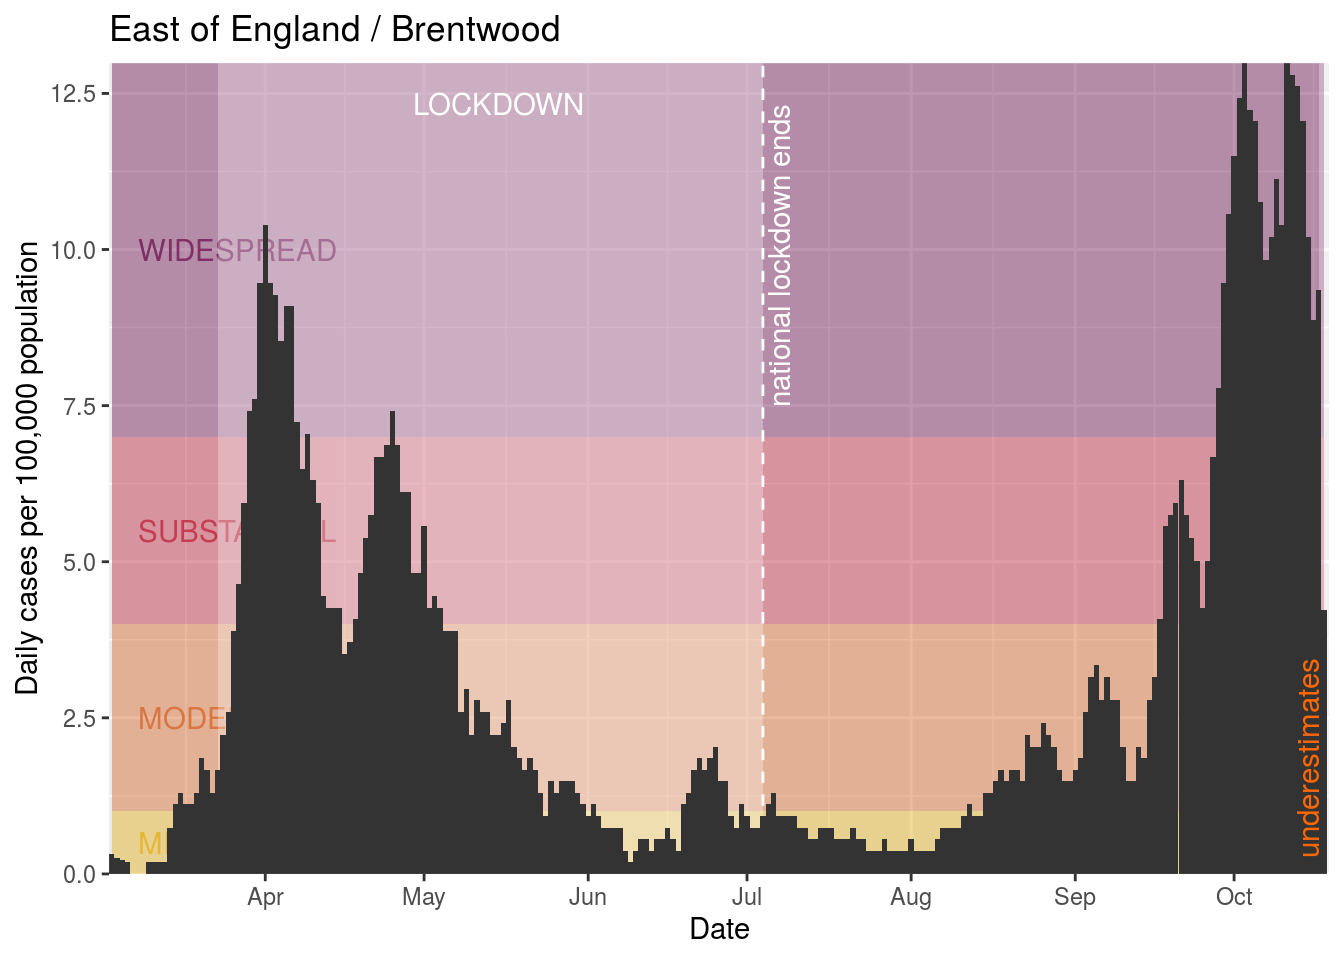 East of England / Brentwood
12.5
10.0
7.5
5.0
2.5
0.0
Daily cases per 100,000 population
LOCKDOWN
national lockdown ends
WIDESPREAD
underestimates
Apr
May
Jun
Jul
Aug
Sep
Oct
Date